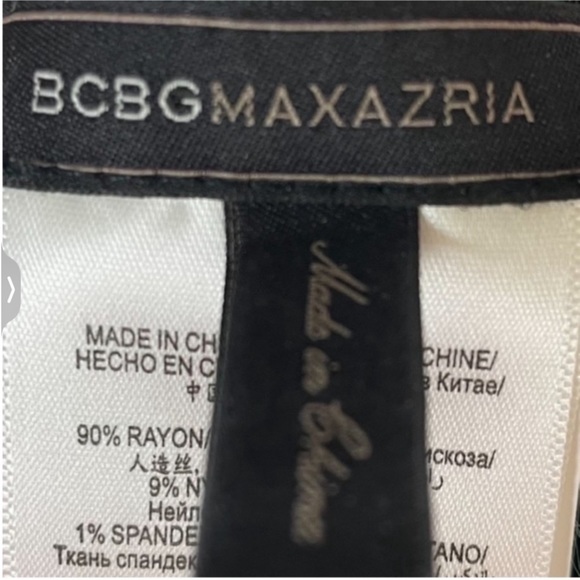 BCBGMAXAZRIA
Made in China
MADE IN CH
CHINE/
HECHO EN C
в Китае/
中
90% RAYON/
искоза/
人造丝,
9% N
Нейл
1% SPANDE
TANO/
Ткань спандек